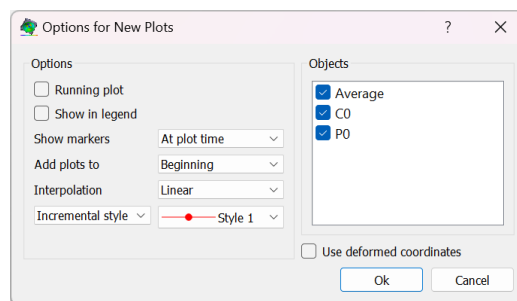 Options for New Plots
?
Options
Running plot
Show in legend
Show markers At plot time
Add plots to Beginning
Interpolation Linear
Incremental style Style 1
Objects
Average
C0
P0
Use deformed coordinates
Ok Cancel